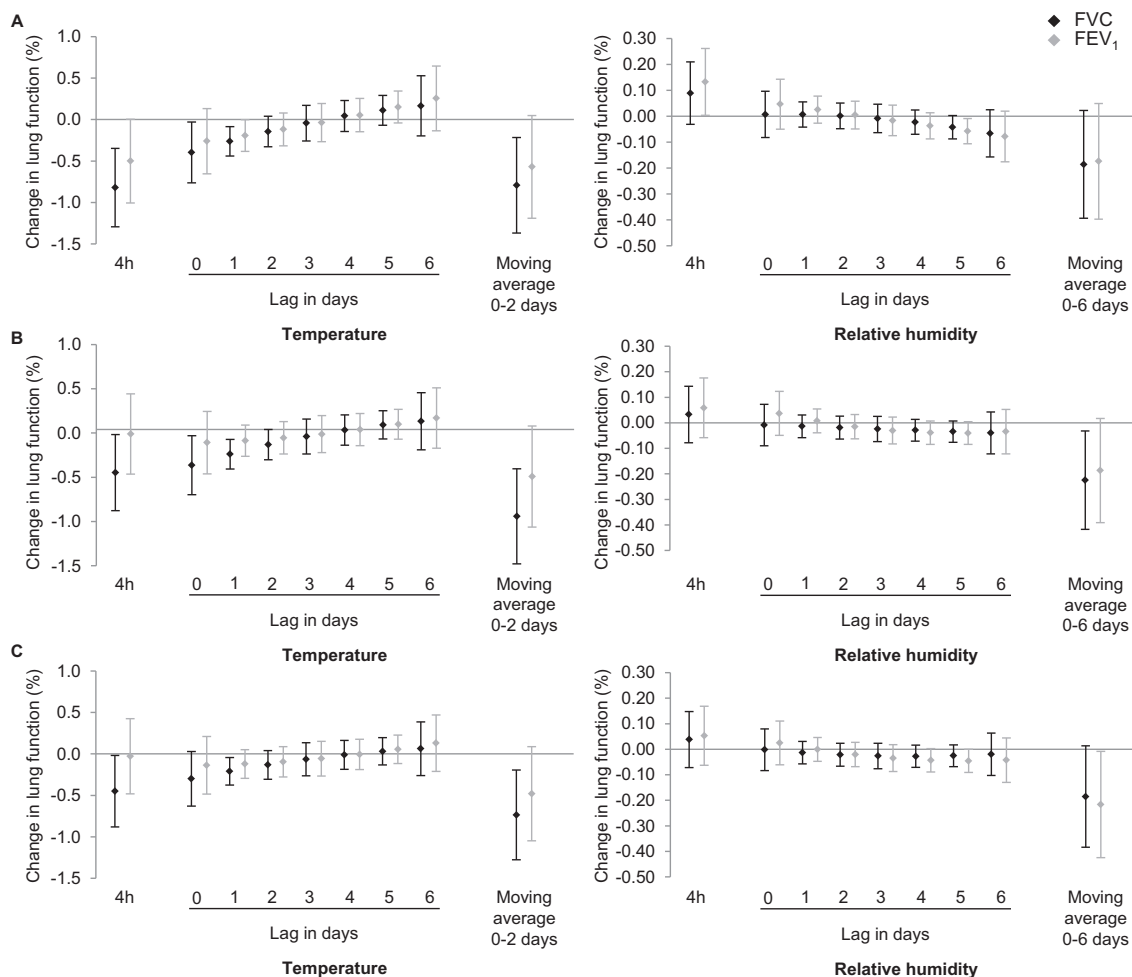 A
Change in lung function (%)
1.0
0.5
0.0
-0.5
-1.0
-1.5
4h
0 1 2 3 4 5 6
Lag in days
Moving
average
0-2 days
Temperature
Change in lung function (%)
0.30
0.20
0.10
0.00
-0.10
-0.20
-0.30
-0.40
-0.50
4h
0 1 2 3 4 5 6
Lag in days
Moving
average
0-6 days
Relative humidity
FVC
FEV₁
B
Change in lung function (%)
1.0
0.5
0.0
-0.5
-1.0
-1.5
4h
0 1 2 3 4 5 6
Lag in days
Moving
average
0-2 days
Temperature
Change in lung function (%)
0.30
0.20
0.10
0.00
-0.10
-0.20
-0.30
-0.40
-0.50
4h
0 1 2 3 4 5 6
Lag in days
Moving
average
0-6 days
Relative humidity
C
Change in lung function (%)
1.0
0.5
0.0
-0.5
-1.0
-1.5
4h
0 1 2 3 4 5 6
Lag in days
Moving
average
0-2 days
Temperature
Change in lung function (%)
0.30
0.20
0.10
0.00
-0.10
-0.20
-0.30
-0.40
-0.50
4h
0 1 2 3 4 5 6
Lag in days
Moving
average
0-6 days
Relative humidity